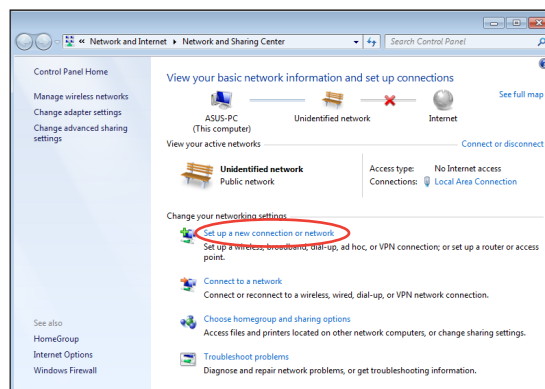 Network and Internet
Network and Sharing Center
Search Control Panel
Control Panel Home
Manage wireless networks
Change adapter settings
Change advanced sharing
settings
View your basic network information and set up connections
See full map
ASUS-PC
(This computer)
Unidentified network
Internet
View your active networks
Connect or disconnect
Unidentified network
Public network
Access type:
No Internet access
Connections:
Local Area Connection
Change your networking settings
Set up a new connection or network
Set up a wireless, broadband, dial-up, ad hoc, or VPN connection; or set up a router or access
point.
Connect to a network
Connect or reconnect to a wireless, wired, dial-up, or VPN network connection.
Choose homegroup and sharing options
Access files and printers located on other network computers, or change sharing settings.
Troubleshoot problems
Diagnose and repair network problems, or get troubleshooting information.
See also
HomeGroup
Internet Options
Windows Firewall